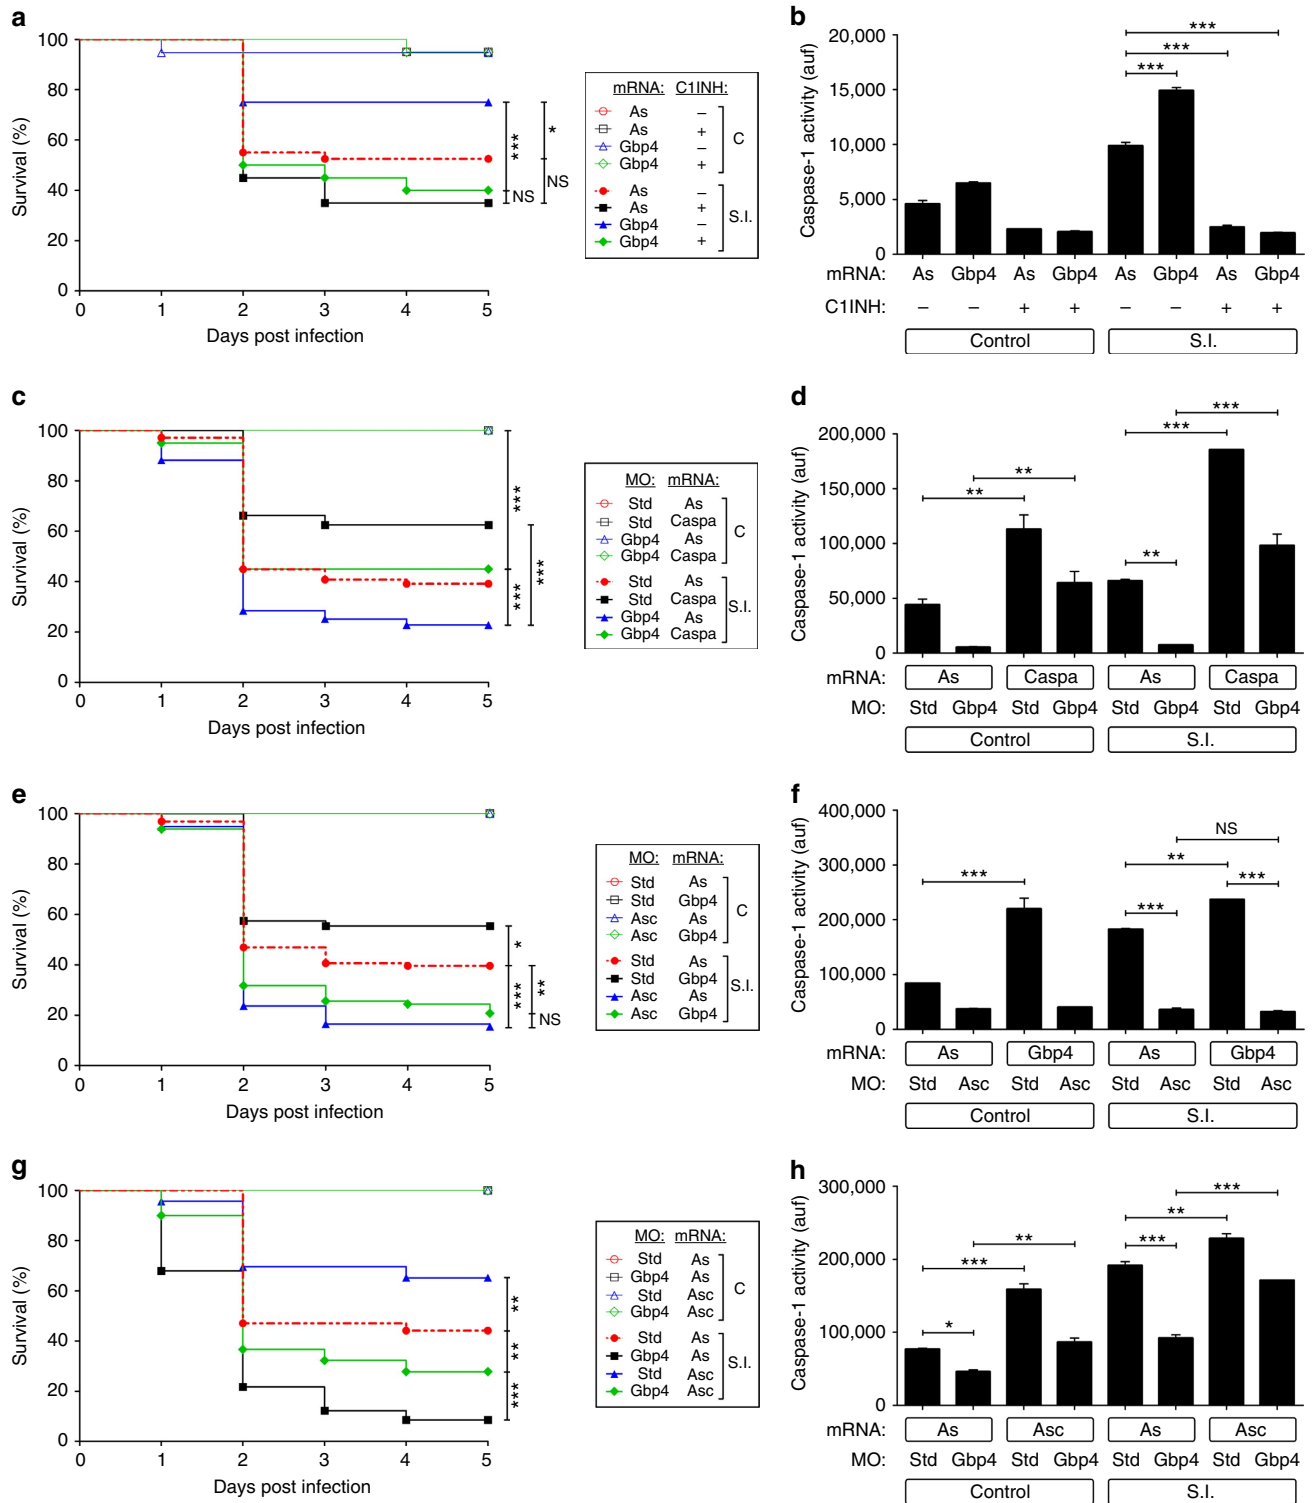 a
100
80
60
40
20
0
Survival (%)
0 1 2 3 4 5
Days post infection
*** * NS NS
mRNA: C1INH:
As –
As +
Gbp4 –
Gbp4 +
C
As –
As +
Gbp4 –
Gbp4 +
S.I.
b
20,000
15,000
10,000
5,000
0
Caspase-1 activity (auf)
***
***
***
mRNA: As Gbp4 As Gbp4 As Gbp4 As Gbp4
C1INH: – – + + – – + +
Control S.I.
c
100
80
60
40
20
0
Survival (%)
0 1 2 3 4 5
Days post infection
*** *** ***
MO: mRNA:
Std As
Std Caspa
Gbp4 As
Gbp4 Caspa
C
Std As
Std Caspa
Gbp4 As
Gbp4 Caspa
S.I.
d
200,000
150,000
100,000
50,000
0
Caspase-1 activity (auf)
***
***
**
**
**
mRNA: As Caspa As Caspa
MO: Std Gbp4 Std Gbp4 Std Gbp4 Std Gbp4
Control S.I.
e
100
80
60
40
20
0
Survival (%)
0 1 2 3 4 5
Days post infection
* *** ** NS
MO: mRNA:
Std As
Std Gbp4
Asc As
Asc Gbp4
C
Std As
Std Gbp4
Asc As
Asc Gbp4
S.I.
f
400,000
300,000
200,000
100,000
0
Caspase-1 activity (auf)
NS
**
***
***
***
mRNA: As Gbp4 As Gbp4
MO: Std Asc Std Asc Std Asc Std Asc
Control S.I.
g
100
80
60
40
20
0
Survival (%)
0 1 2 3 4 5
Days post infection
** ** ***
MO: mRNA:
Std As
Gbp4 As
Std Asc
Gbp4 Asc
C
Std As
Gbp4 As
Std Asc
Gbp4 Asc
S.I.
h
300,000
200,000
100,000
0
Caspase-1 activity (auf)
***
**
**
***
***
*
mRNA: As Asc As Asc
MO: Std Gbp4 Std Gbp4 Std Gbp4 Std Gbp4
Control S.I.